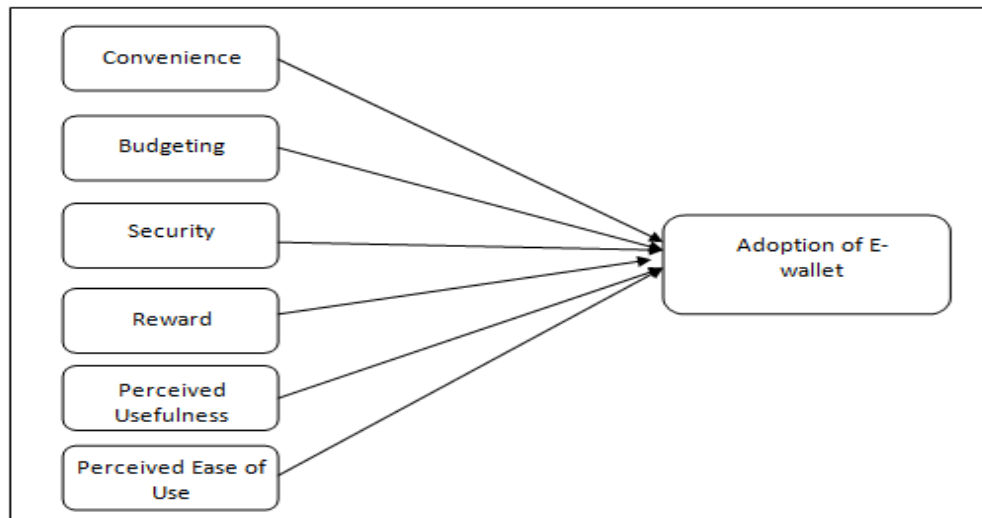 Convenience
Budgeting
Security
Reward
Perceived
Usefulness
Perceived Ease of
Use
Adoption of E-
wallet